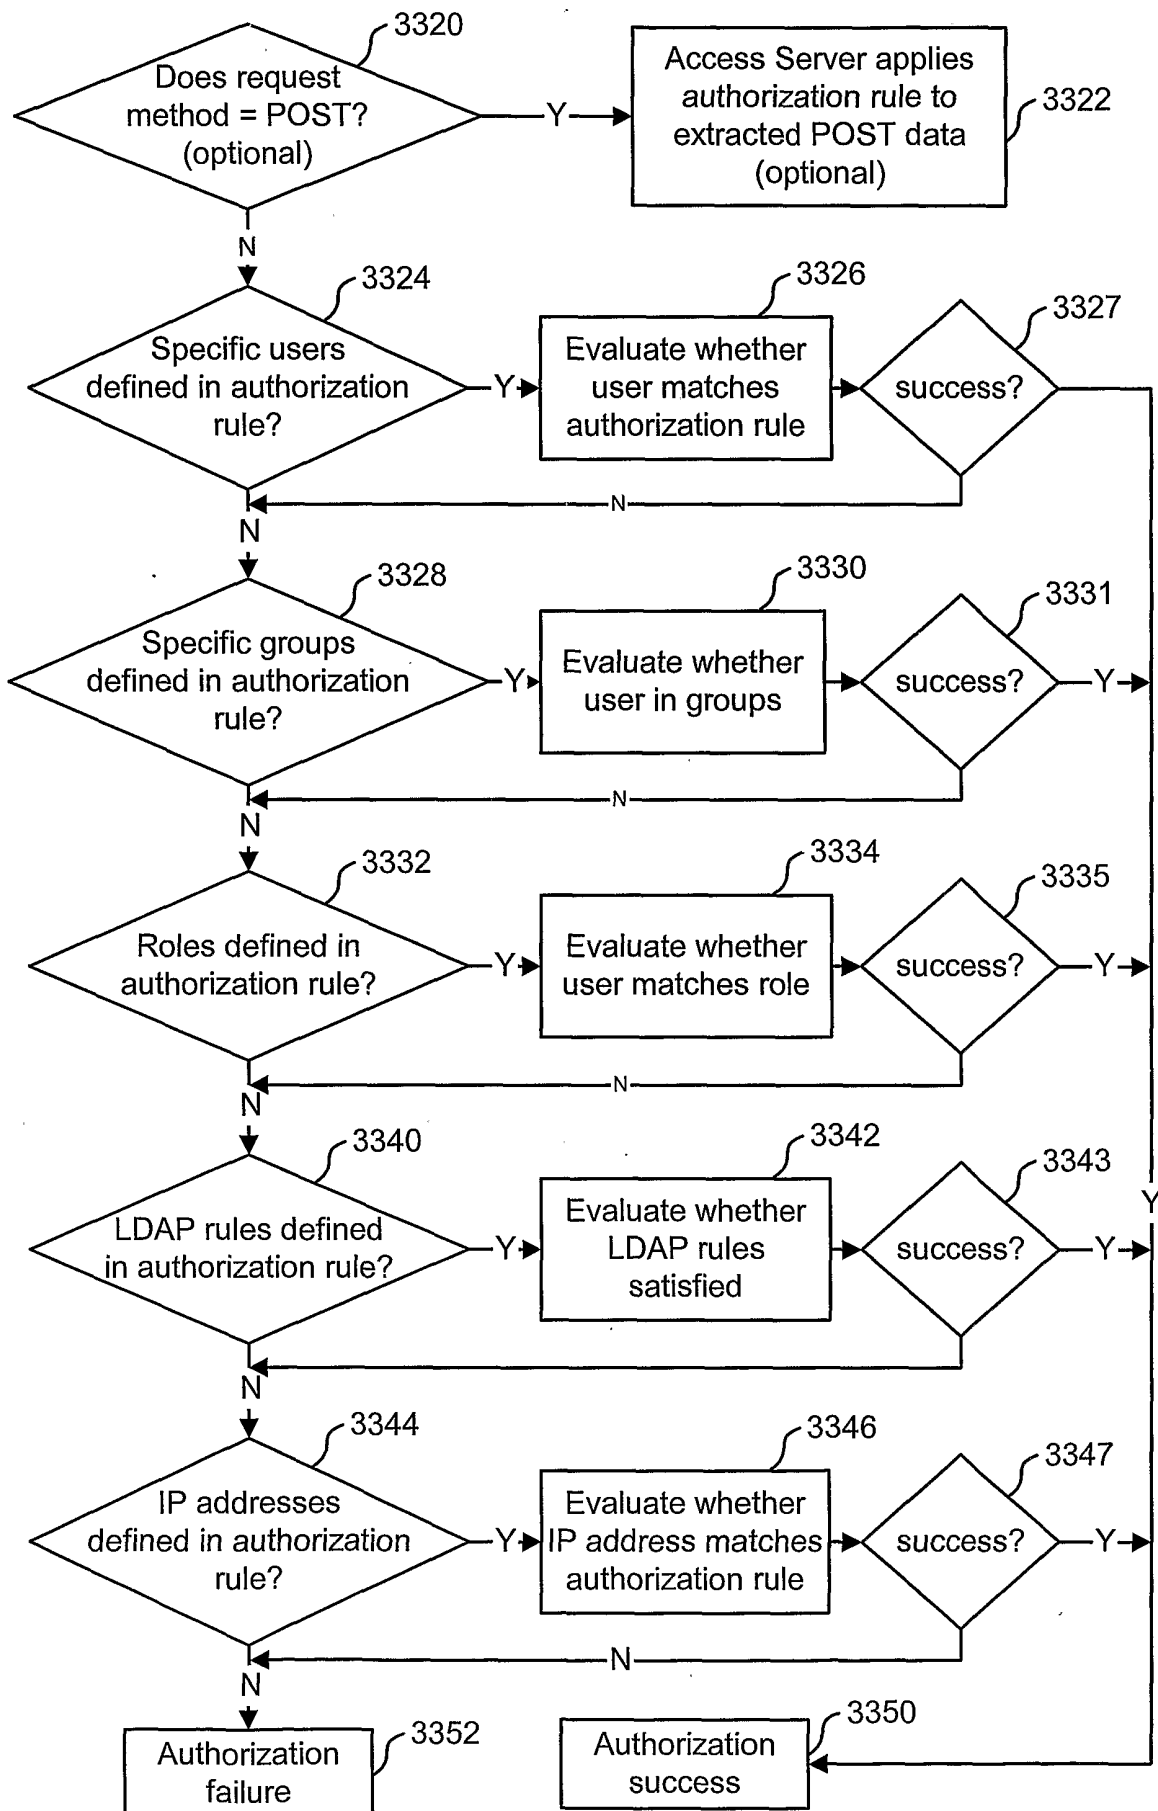 3320
Does request
method = POST?
(optional)
Y
Access Server applies
authorization rule to
extracted POST data
(optional)
3322
N
3324
Specific users
defined in authorization
rule?
Y
3326
Evaluate whether
user matches
authorization rule
3327
success?
N
N
3328
Specific groups
defined in authorization
rule?
Y
3330
Evaluate whether
user in groups
3331
success?
Y
N
N
3332
Roles defined in
authorization rule?
Y
3334
Evaluate whether
user matches role
3335
success?
Y
N
N
3340
LDAP rules defined
in authorization rule?
Y
3342
Evaluate whether
LDAP rules
satisfied
3343
success?
Y
Y
N
3344
IP addresses
defined in authorization
rule?
Y
3346
Evaluate whether
IP address matches
authorization rule
3347
success?
Y
N
N
3352
Authorization
failure
3350
Authorization
success